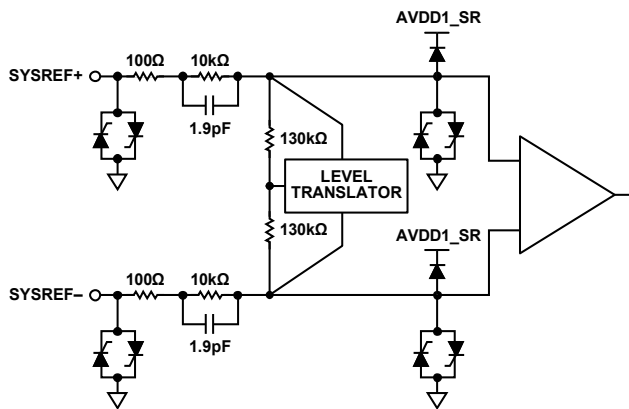 AVDD1_SR
100Ω
10kΩ
SYSREF+
1.9pF
130kΩ
LEVEL
TRANSLATOR
130kΩ
AVDD1_SR
100Ω
10kΩ
SYSREF–
1.9pF